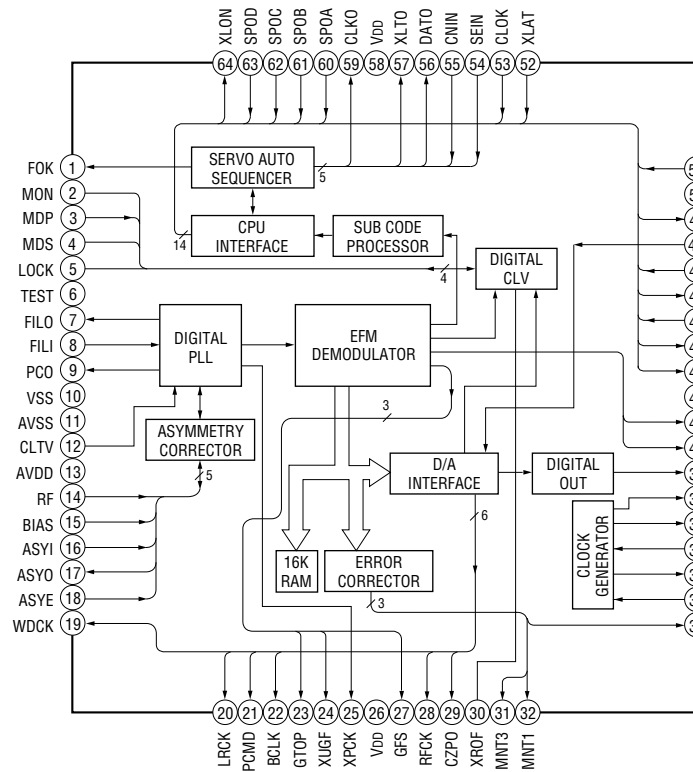 XLON
SPOD
SPOC
SPOB
SPOA
CLKO
VDD
XLTO
DATO
CNIN
SEIN
CLOK
XLAT
64
63
62
61
60
59
58
57
56
55
54
53
52
FOK 1
MON 2
MDP 3
MDS 4
LOCK 5
TEST 6
FILO 7
FILI 8
PCO 9
VSS 10
AVSS 11
CLTV 12
AVDD 13
RF 14
BIAS 15
ASYI 16
ASYO 17
ASYE 18
WDCK 19
SERVO AUTO
SEQUENCER
5
CPU
INTERFACE
14
SUB CODE
PROCESSOR
4
DIGITAL
CLV
DIGITAL
PLL
EFM
DEMODULATOR
3
ASYMMETRY
CORRECTOR
5
D/A
INTERFACE
6
DIGITAL
OUT
16K
RAM
ERROR
CORRECTOR
3
CLOCK
GENERATOR
20
21
22
23
24
25
26
27
28
29
30
31
32
LRCK
PCMD
BCLK
GTOP
XUGF
XPCK
VDD
GFS
RFCK
CZPO
XROF
MNT3
MNT1